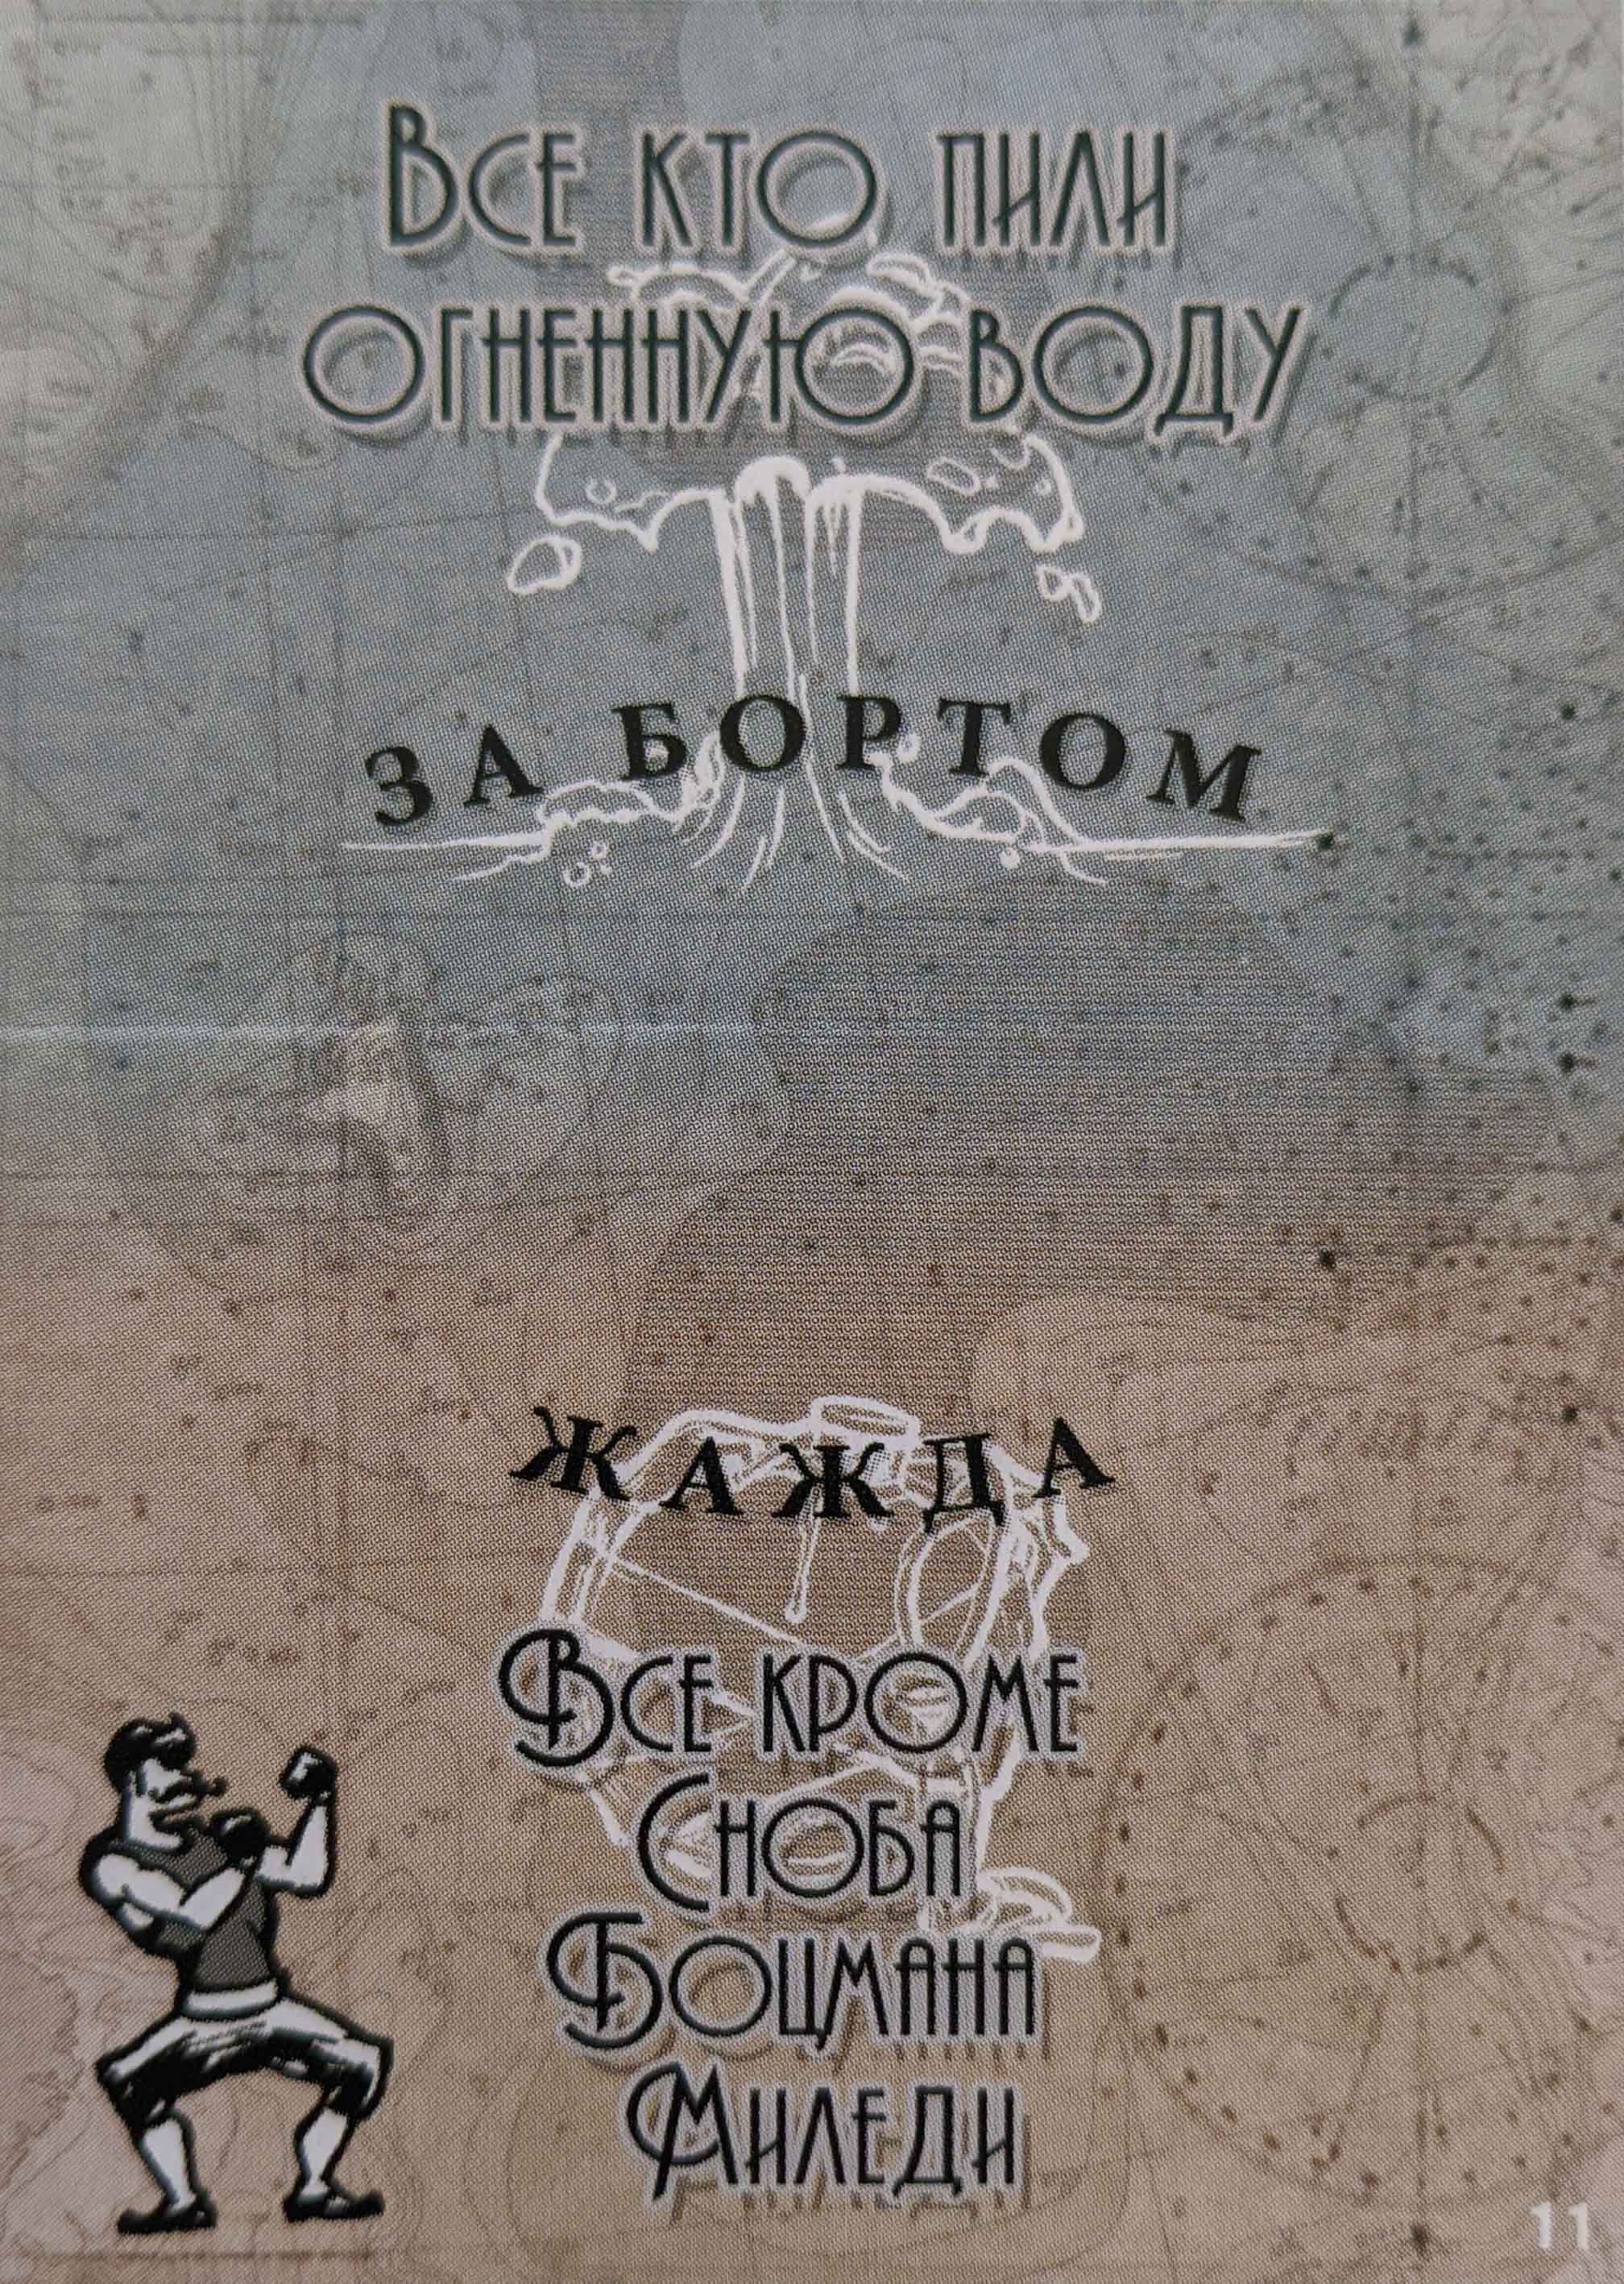 Все кто пили
огненную воду
ЗА БОРТОМ
ЖАЖДА
Все кроме
Сноба
Боцмана
Миледи
11